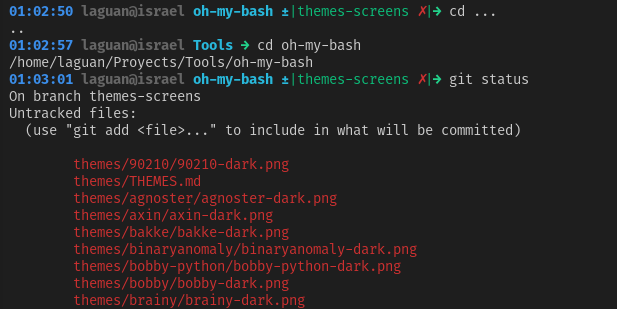 01:02:50 laguan@israel oh-my-bash ±|themes-screens ✗|→ cd ...
..
01:02:57 laguan@israel Tools → cd oh-my-bash
/home/laguan/Proyects/Tools/oh-my-bash
01:03:01 laguan@israel oh-my-bash ±|themes-screens ✗|→ git status
On branch themes-screens
Untracked files:
  (use "git add <file>..." to include in what will be committed)
        themes/90210/90210-dark.png
        themes/THEMES.md
        themes/agnoster/agnoster-dark.png
        themes/axin/axin-dark.png
        themes/bakke/bakke-dark.png
        themes/binaryanomaly/binaryanomaly-dark.png
        themes/bobby-python/bobby-python-dark.png
        themes/bobby/bobby-dark.png
        themes/brainy/brainy-dark.png